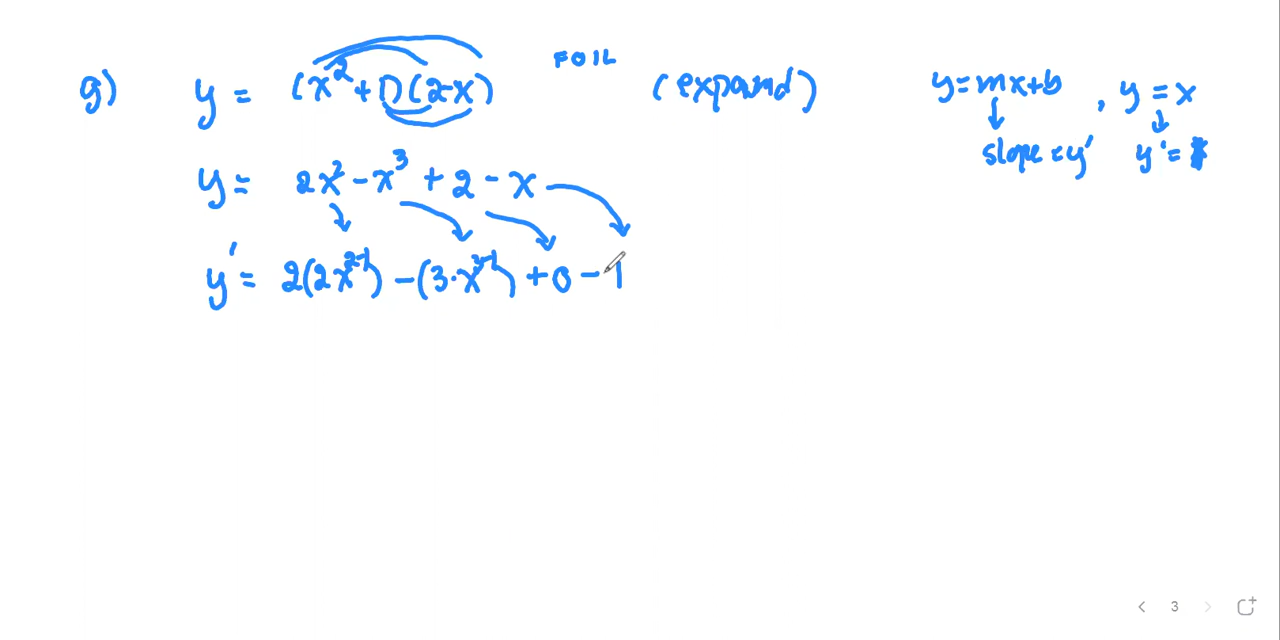 g) y = (x²+1)(2-x) FOIL (expand) y=mx+b, y=x
slope=y' y'=
y= 2x²-x³+2-x
y'= 2(2x²⁻¹)-(3·x³⁻¹)+0-1
3